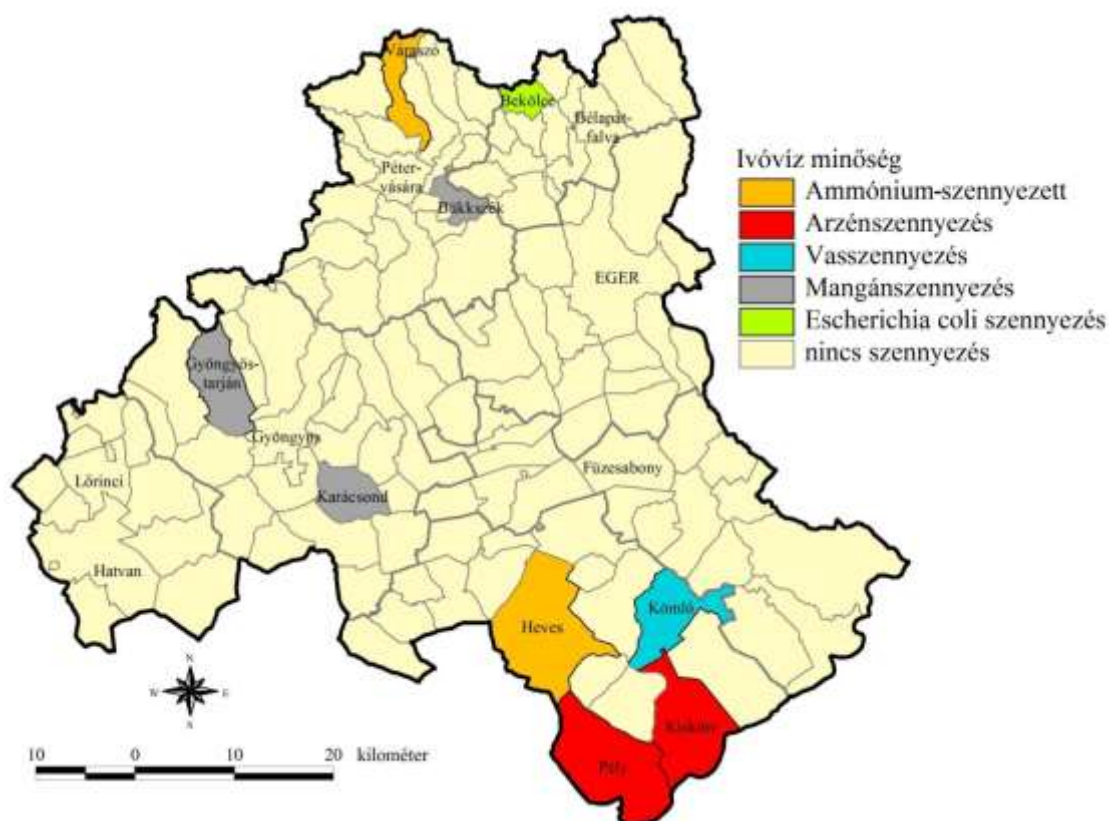 Váraszó
Bekölce
Bélapát-
falva
Péter-
vására
Bükkszék
EGER
Gyöngyös-
tarján
Gyöngyös
Lőrinci
Karácsond
Füzesabony
Hatvan
Heves
Kömlő
Kisköre
Pély
Ivóvíz minőség
Ammónium-szennyezett
Arzénszennyezés
Vasszennyezés
Mangánszennyezés
Escherichia coli szennyezés
nincs szennyezés
N
W E
S
10 0 10 20 kilométer